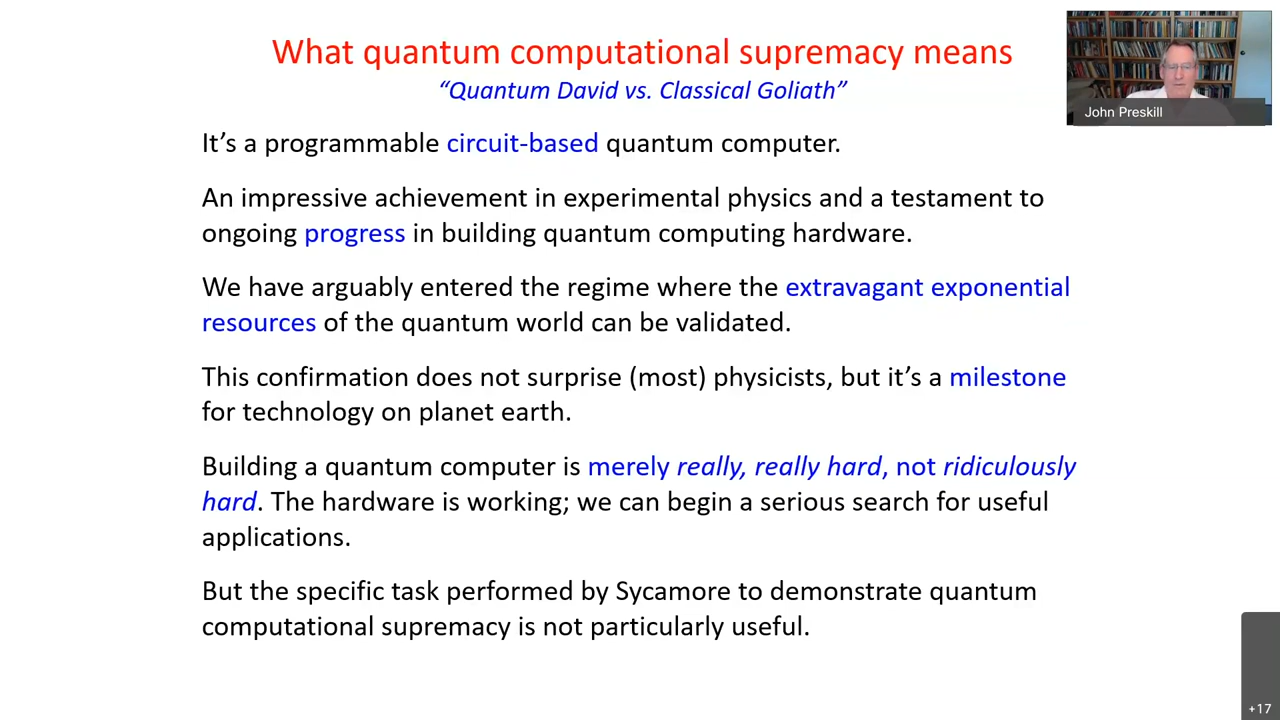 What quantum computational supremacy means
“Quantum David vs. Classical Goliath”
John Preskill
It’s a programmable circuit-based quantum computer.
An impressive achievement in experimental physics and a testament to
ongoing progress in building quantum computing hardware.
We have arguably entered the regime where the extravagant exponential
resources of the quantum world can be validated.
This confirmation does not surprise (most) physicists, but it’s a milestone
for technology on planet earth.
Building a quantum computer is merely really, really hard, not ridiculously
hard. The hardware is working; we can begin a serious search for useful
applications.
But the specific task performed by Sycamore to demonstrate quantum
computational supremacy is not particularly useful.
+17